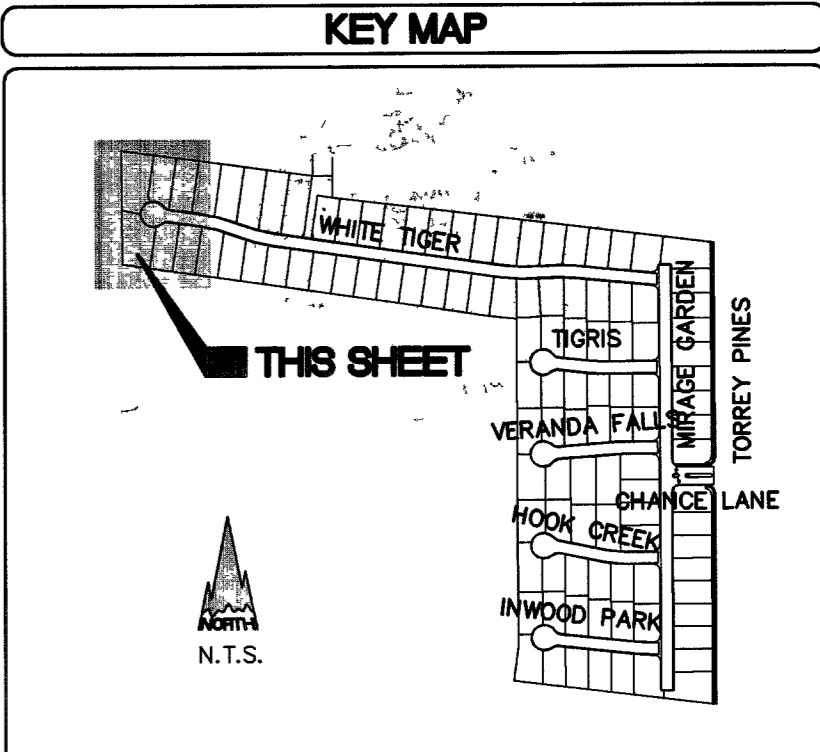 KEY MAP
WHITE TIGER
MIRAGE GARDEN
TORREY PINES
TIGRIS
THIS SHEET
VERANDA FALLS
CHANCE LANE
HOOK CREEK
INWOOD PARK
NORTH
N.T.S.